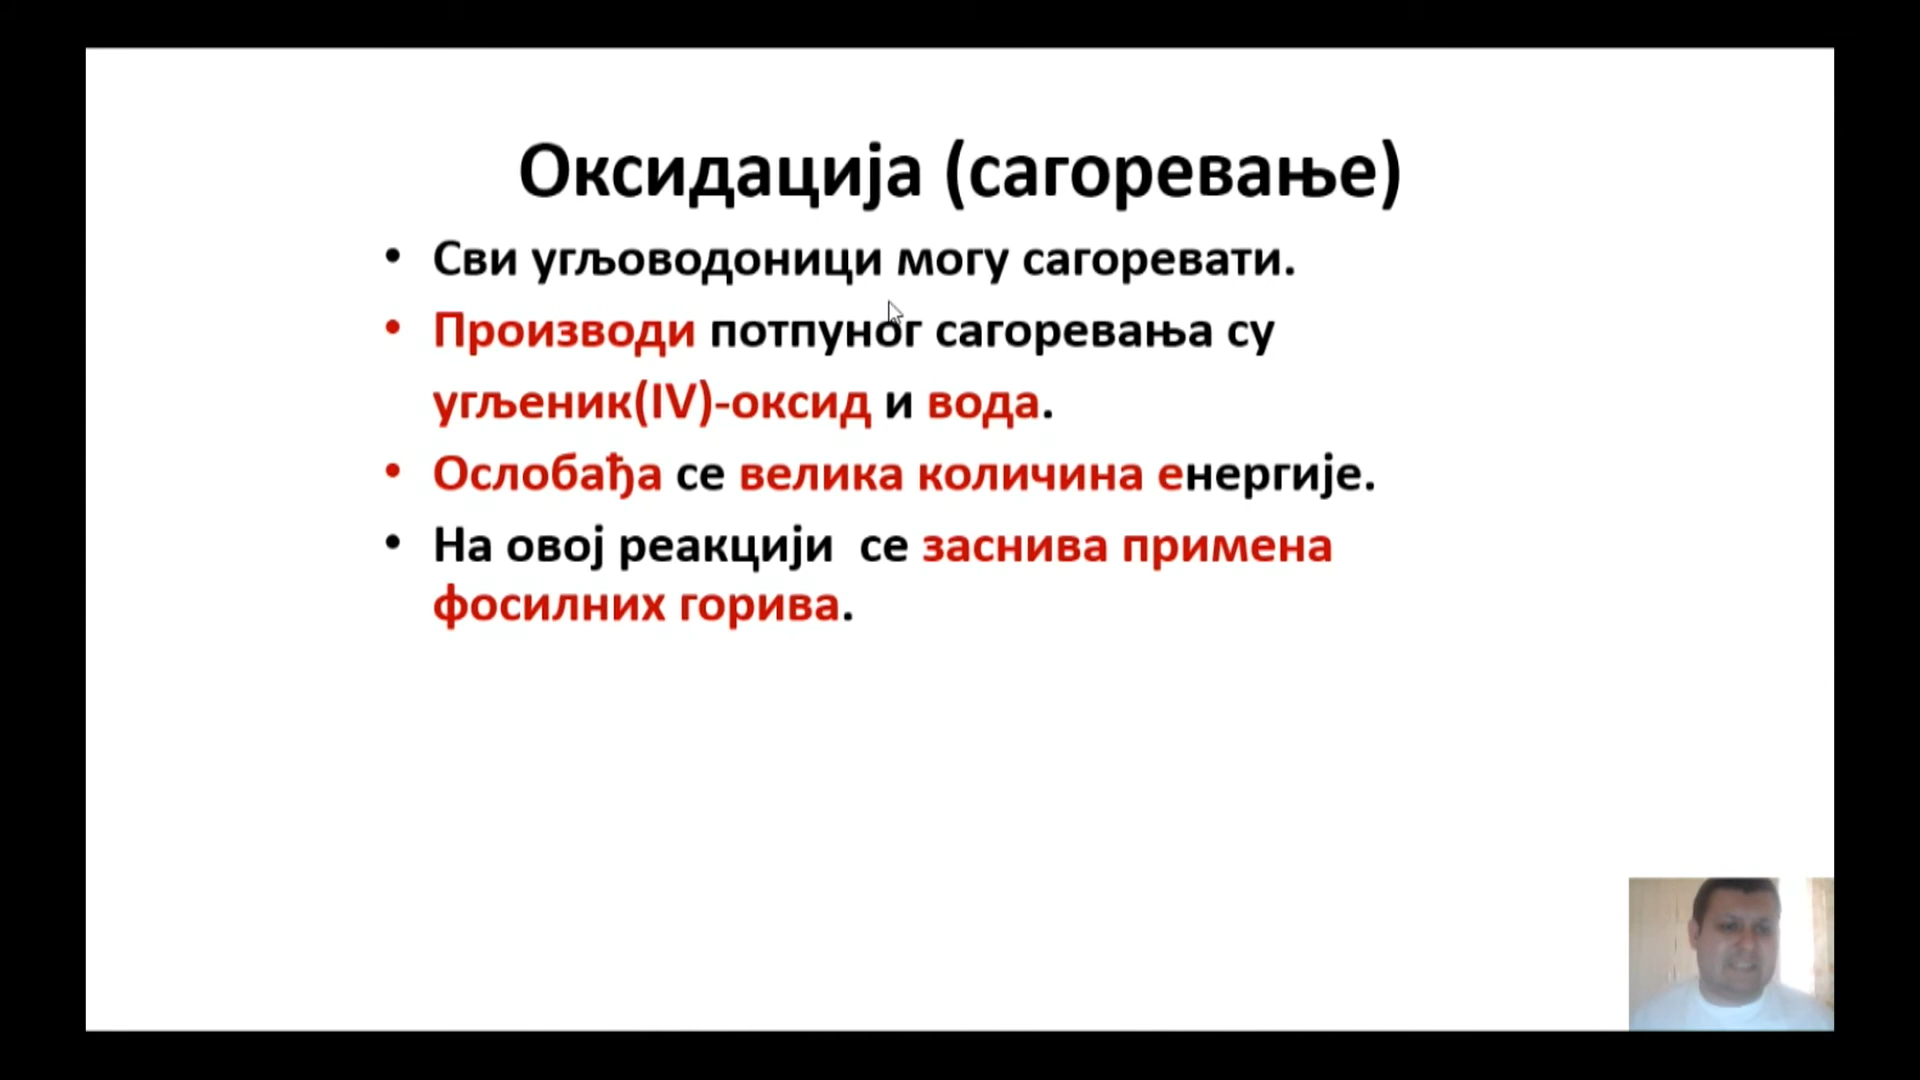 Оксидација (сагоревање)
• Сви угљоводоници могу сагоревати.
• Производи потпуног сагоревања су
угљеник(IV)-оксид и вода.
• Ослобађа се велика количина енергије.
• На овој реакцији  се заснива примена
фосилних горива.